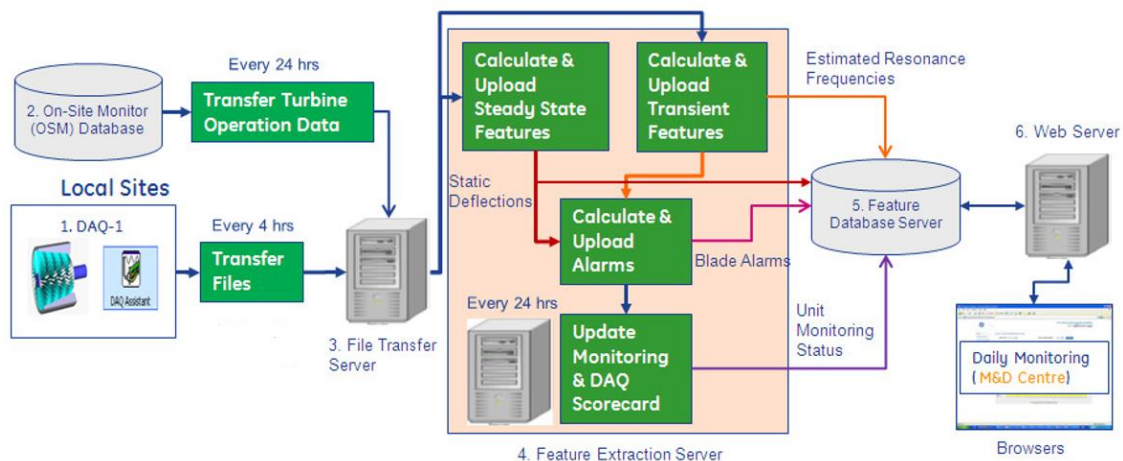 Every 24 hrs
2. On-Site Monitor
(OSM) Database
Transfer Turbine
Operation Data
Local Sites
1. DAQ-1
DAQ Assistant
Every 4 hrs
Transfer
Files
3. File Transfer
Server
Calculate &
Upload
Steady State
Features
Calculate &
Upload
Transient
Features
Static
Deflections
Calculate &
Upload
Alarms
Every 24 hrs
Update
Monitoring
& DAQ
Scorecard
4. Feature Extraction Server
Estimated Resonance
Frequencies
Blade Alarms
Unit
Monitoring
Status
5. Feature
Database Server
6. Web Server
Daily Monitoring
( M&D Centre)
Browsers